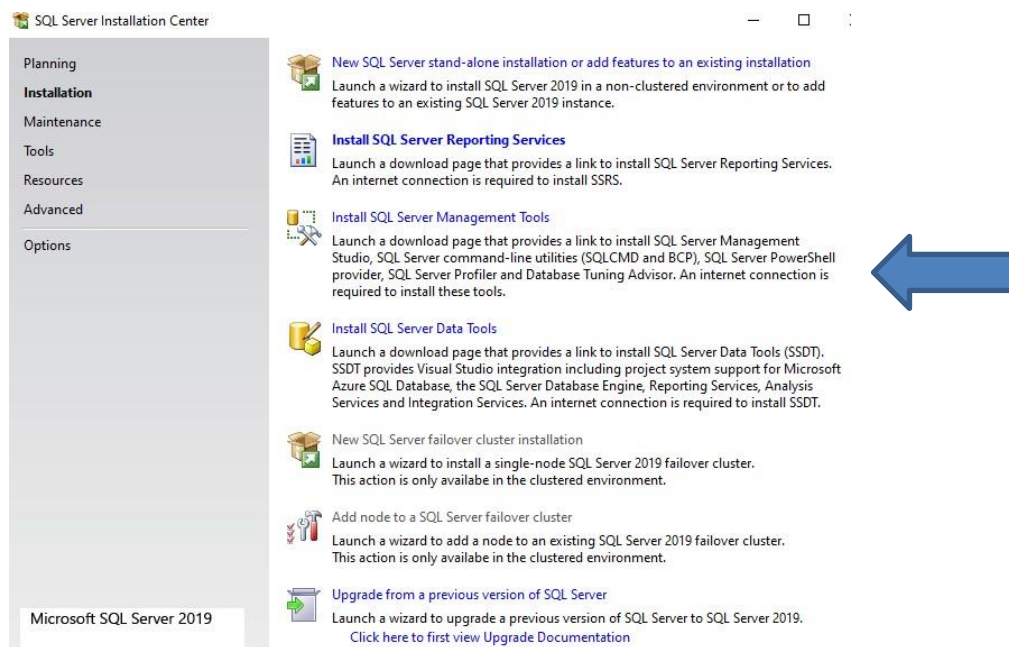 SQL Server Installation Center
Planning
Installation
Maintenance
Tools
Resources
Advanced
Options
Microsoft SQL Server 2019
New SQL Server stand-alone installation or add features to an existing installation
Launch a wizard to install SQL Server 2019 in a non-clustered environment or to add
features to an existing SQL Server 2019 instance.
Install SQL Server Reporting Services
Launch a download page that provides a link to install SQL Server Reporting Services.
An internet connection is required to install SSRS.
Install SQL Server Management Tools
Launch a download page that provides a link to install SQL Server Management
Studio, SQL Server command-line utilities (SQLCMD and BCP), SQL Server PowerShell
provider, SQL Server Profiler and Database Tuning Advisor. An internet connection is
required to install these tools.
Install SQL Server Data Tools
Launch a download page that provides a link to install SQL Server Data Tools (SSDT).
SSDT provides Visual Studio integration including project system support for Microsoft
Azure SQL Database, the SQL Server Database Engine, Reporting Services, Analysis
Services and Integration Services. An internet connection is required to install SSDT.
New SQL Server failover cluster installation
Launch a wizard to install a single-node SQL Server 2019 failover cluster.
This action is only availabe in the clustered environment.
Add node to a SQL Server failover cluster
Launch a wizard to add a node to an existing SQL Server 2019 failover cluster.
This action is only availabe in the clustered environment.
Upgrade from a previous version of SQL Server
Launch a wizard to upgrade a previous version of SQL Server to SQL Server 2019.
Click here to first view Upgrade Documentation